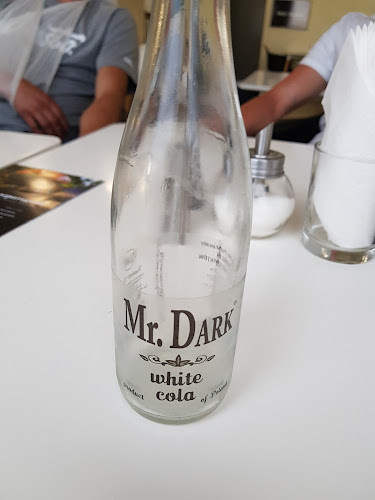 Mr. DARK®
white
cola
product of Poland